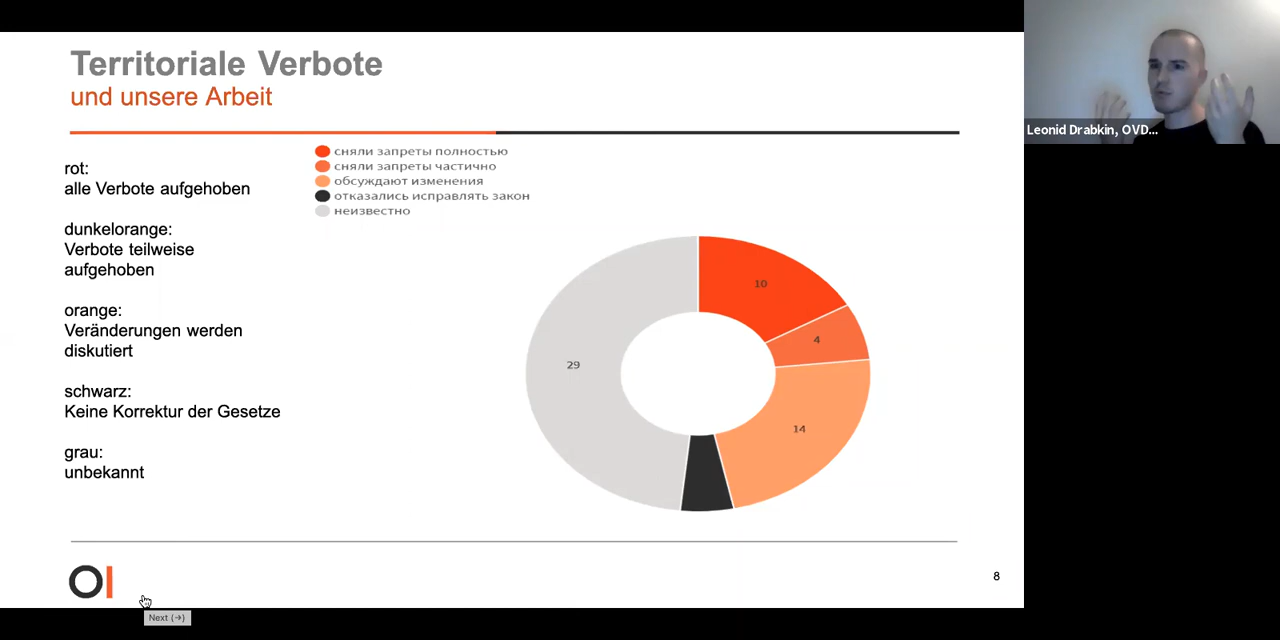 Territoriale Verbote
und unsere Arbeit
rot:
alle Verbote aufgehoben
dunkelorange:
Verbote teilweise
aufgehoben
orange:
Veränderungen werden
diskutiert
schwarz:
Keine Korrektur der Gesetze
grau:
unbekannt
сняли запреты полностью
сняли запреты частично
обсуждают изменения
отказались исправлять закон
неизвестно
10
4
14
29
8
Next (→)
Leonid Drabkin, OVD...